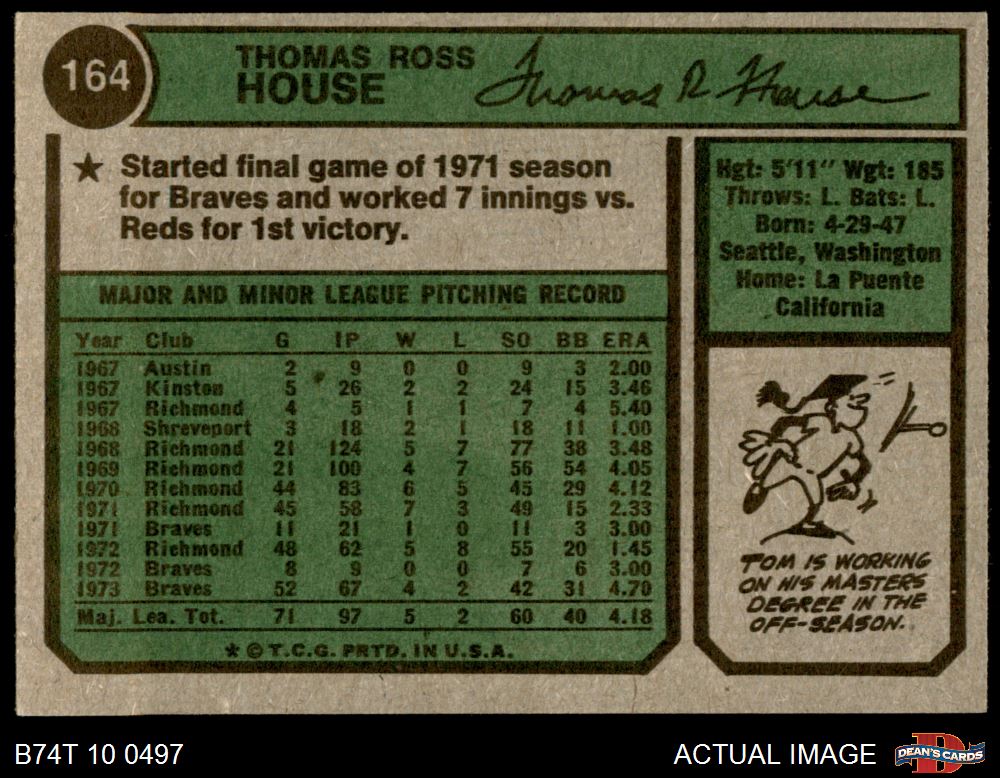 164
THOMAS ROSS
HOUSE
Thomas R House
★ Started final game of 1971 season
for Braves and worked 7 innings vs.
Reds for 1st victory.
MAJOR AND MINOR LEAGUE PITCHING RECORD
Year Club G IP W L SO BB ERA
1967 Austin 2 9 0 0 9 3 2.00
1967 Kinston 5 26 2 2 24 15 3.46
1967 Richmond 4 5 1 1 7 4 5.40
1968 Shreveport 3 18 2 1 18 11 1.00
1968 Richmond 21 124 5 7 77 38 3.48
1969 Richmond 21 100 4 7 56 54 4.05
1970 Richmond 44 83 6 5 45 29 4.12
1971 Richmond 45 58 7 3 49 15 2.33
1971 Braves 11 21 1 0 11 3 3.00
1972 Richmond 48 62 5 8 55 20 1.45
1972 Braves 8 9 0 0 7 6 3.00
1973 Braves 52 67 4 2 42 31 4.70
Maj. Lea. Tot. 71 97 5 2 60 40 4.18
★ © T.C.G. PRTD. IN U.S.A.
Hgt: 5'11" Wgt: 185
Throws: L. Bats: L.
Born: 4-29-47
Seattle, Washington
Home: La Puente
California
TOM IS WORKING
ON HIS MASTERS
DEGREE IN THE
OFF-SEASON.
B74T 10 0497
ACTUAL IMAGE
DEAN'S CARDS